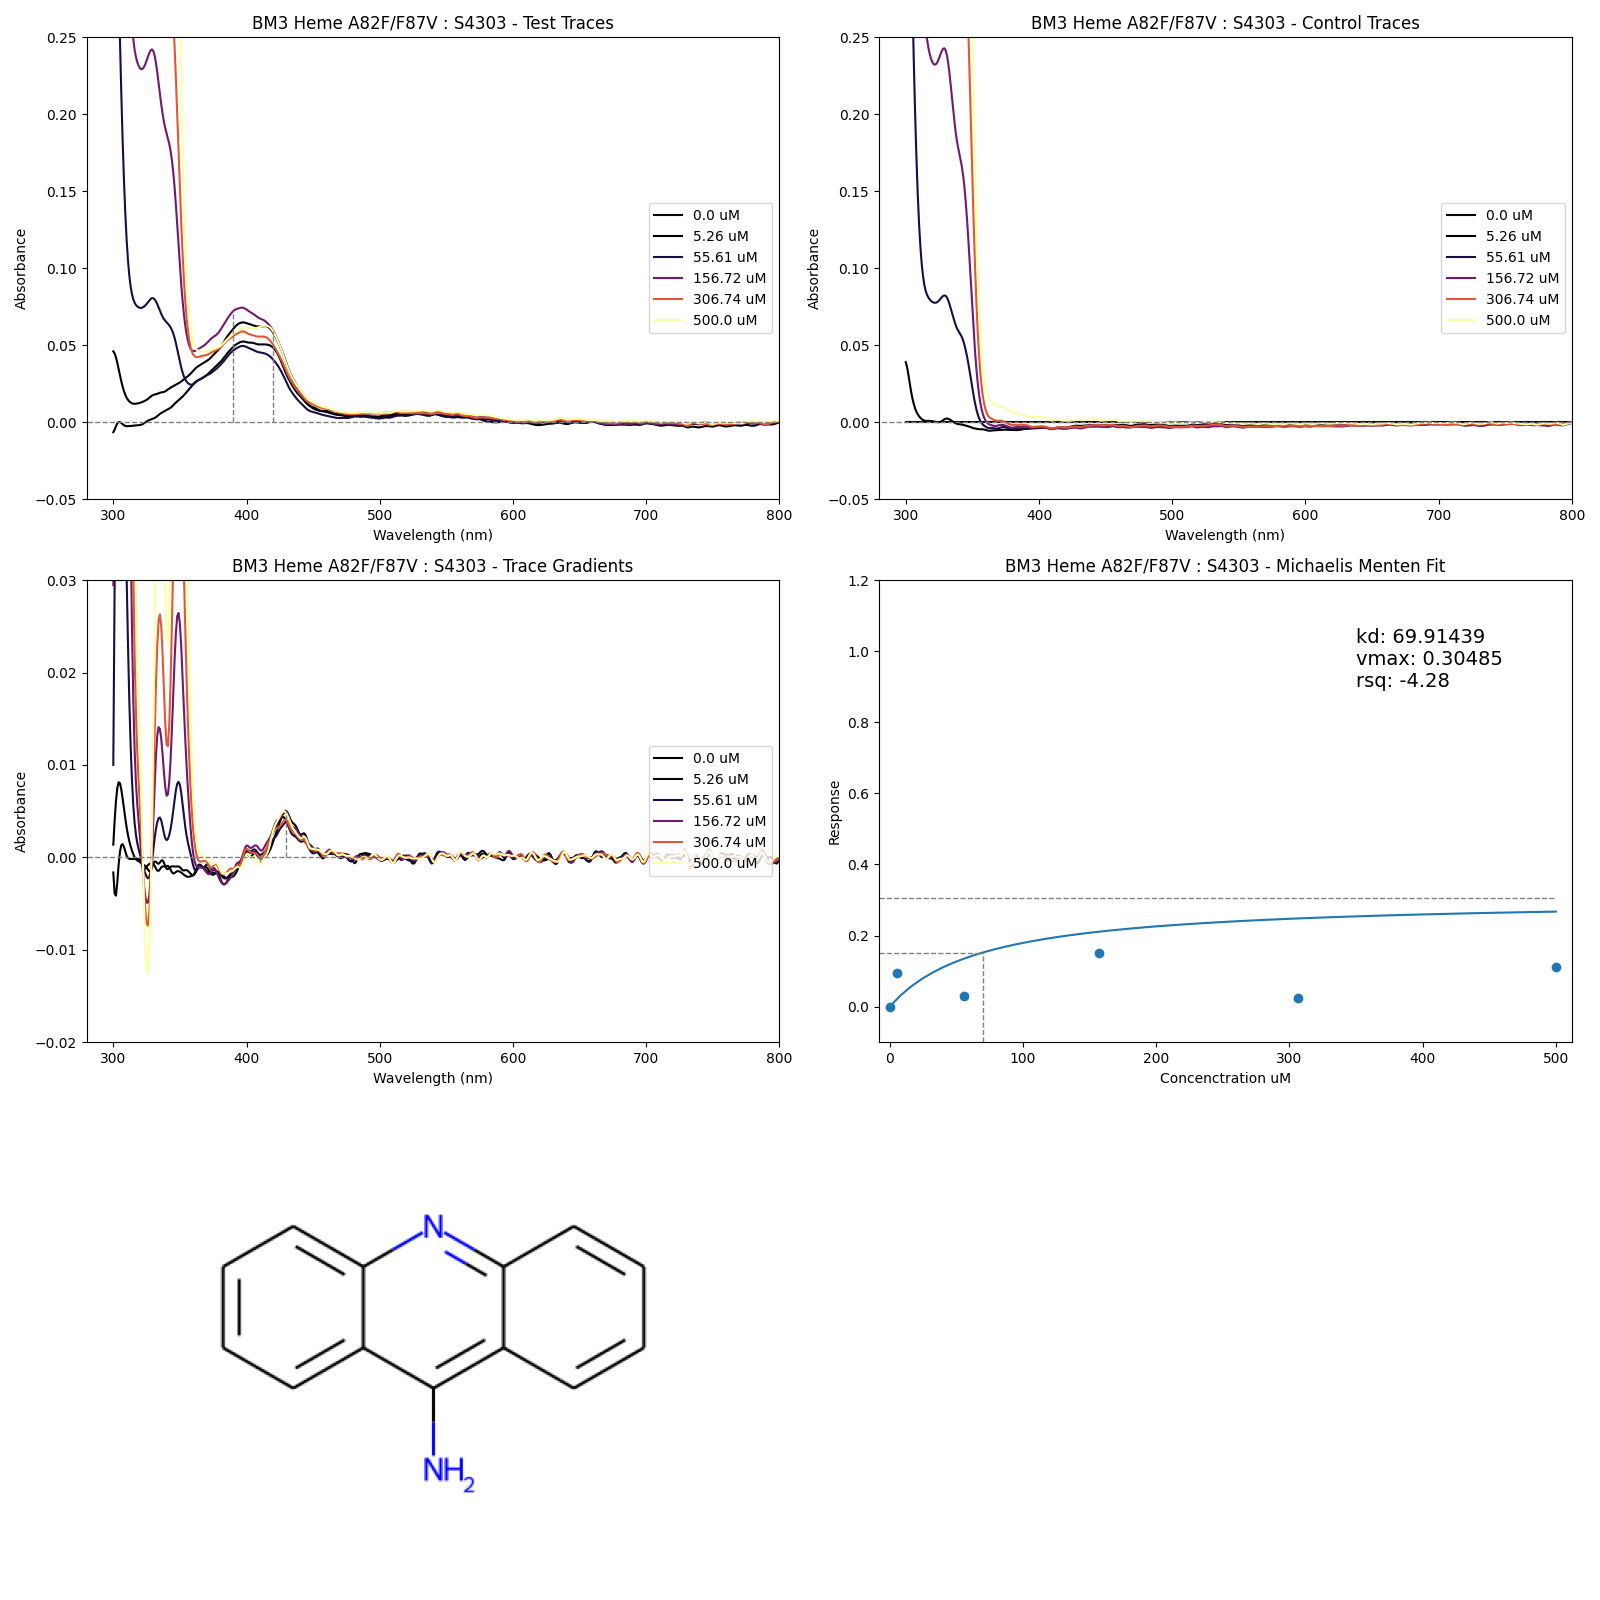 BM3 Heme A82F/F87V : S4303 - Test Traces
0.25
0.20
0.15
0.10
0.05
0.00
−0.05
Absorbance
300 400 500 600 700 800
Wavelength (nm)
0.0 uM
5.26 uM
55.61 uM
156.72 uM
306.74 uM
500.0 uM
BM3 Heme A82F/F87V : S4303 - Control Traces
0.25
0.20
0.15
0.10
0.05
0.00
−0.05
Absorbance
300 400 500 600 700 800
Wavelength (nm)
0.0 uM
5.26 uM
55.61 uM
156.72 uM
306.74 uM
500.0 uM
BM3 Heme A82F/F87V : S4303 - Trace Gradients
0.03
0.02
0.01
0.00
−0.01
−0.02
Absorbance
300 400 500 600 700 800
Wavelength (nm)
0.0 uM
5.26 uM
55.61 uM
156.72 uM
306.74 uM
500.0 uM
BM3 Heme A82F/F87V : S4303 - Michaelis Menten Fit
1.2
1.0
0.8
0.6
0.4
0.2
0.0
Response
kd: 69.91439
vmax: 0.30485
rsq: -4.28
0 100 200 300 400 500
Concenctration uM
N
NH2